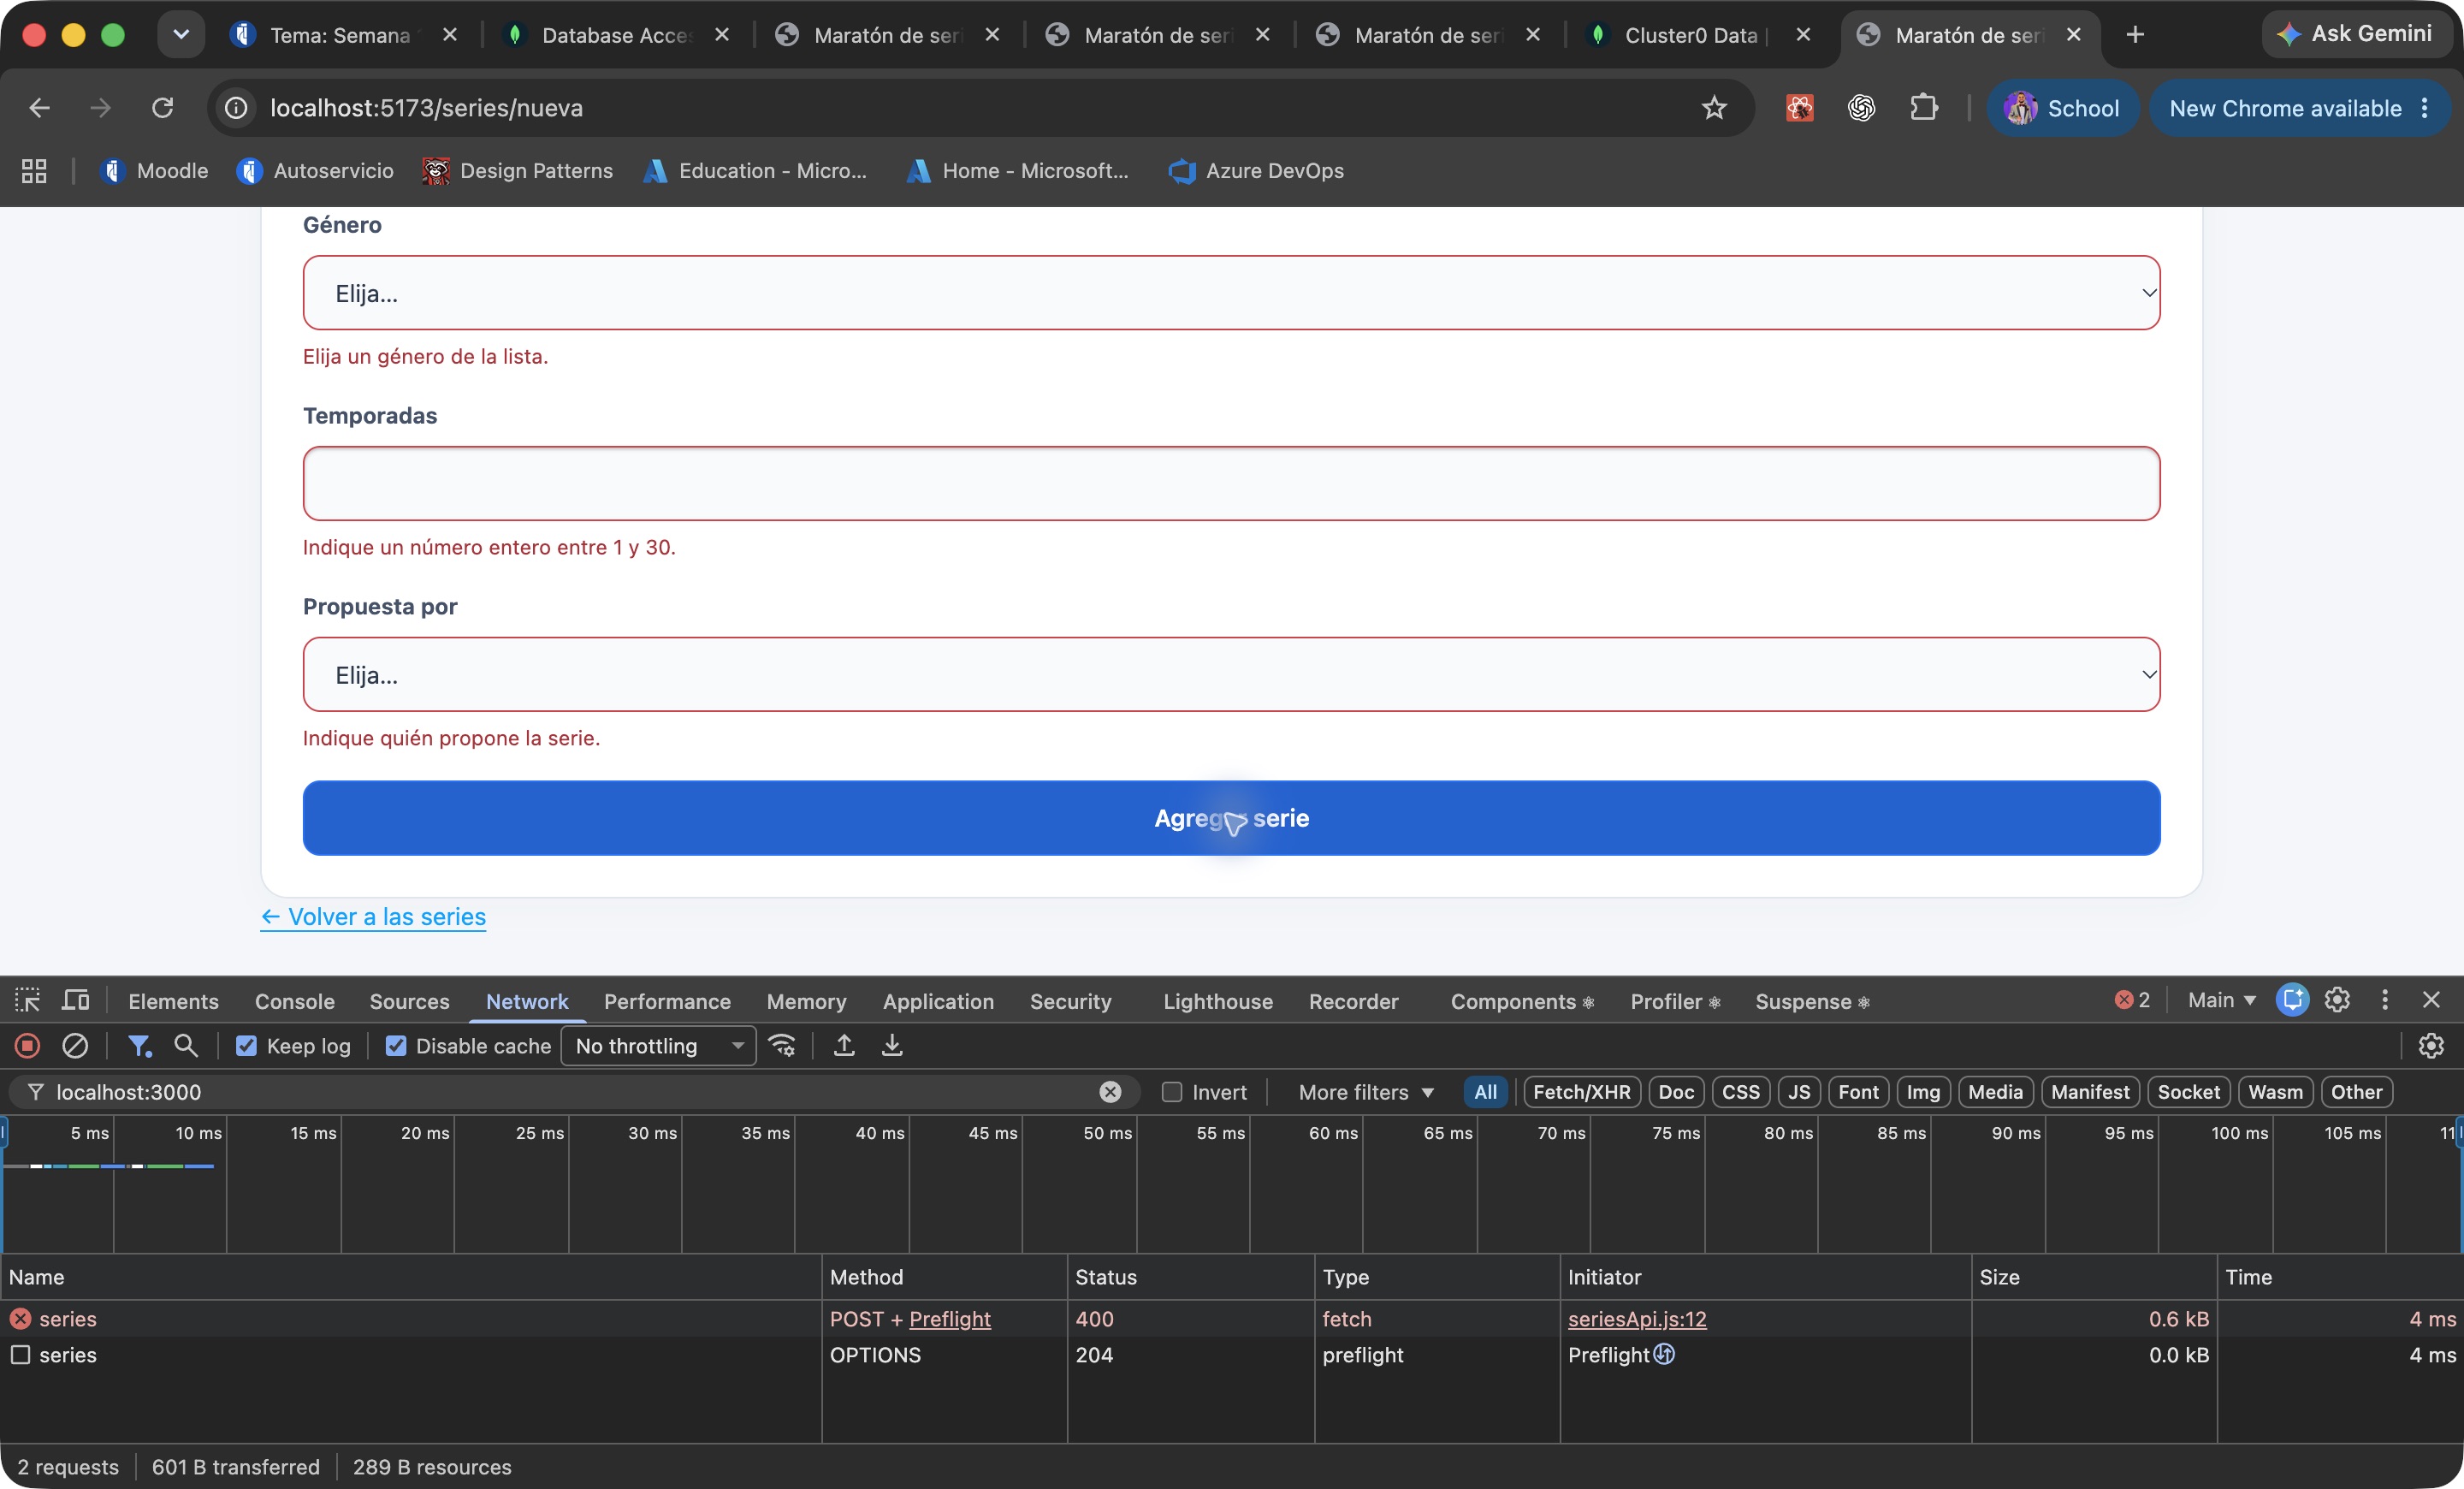 Tema: Semana
Database Acces
Maratón de seri
Maratón de seri
Maratón de seri
Cluster0 Data |
Maratón de seri
Ask Gemini
localhost:5173/series/nueva
School
New Chrome available
Moodle
Autoservicio
Design Patterns
Education - Micro...
Home - Microsoft...
Azure DevOps
Género
Elija...
Elija un género de la lista.
Temporadas
Indique un número entero entre 1 y 30.
Propuesta por
Elija...
Indique quién propone la serie.
Agregar serie
← Volver a las series
Elements Console Sources Network Performance Memory Application Security Lighthouse Recorder Components ⚛ Profiler ⚛ Suspense ⚛ 2 Main
Keep log Disable cache No throttling
localhost:3000 Invert More filters All Fetch/XHR Doc CSS JS Font Img Media Manifest Socket Wasm Other
5 ms 10 ms 15 ms 20 ms 25 ms 30 ms 35 ms 40 ms 45 ms 50 ms 55 ms 60 ms 65 ms 70 ms 75 ms 80 ms 85 ms 90 ms 95 ms 100 ms 105 ms 11
Name Method Status Type Initiator Size Time
series POST + Preflight 400 fetch seriesApi.js:12 0.6 kB 4 ms
series OPTIONS 204 preflight Preflight 0.0 kB 4 ms
2 requests 601 B transferred 289 B resources